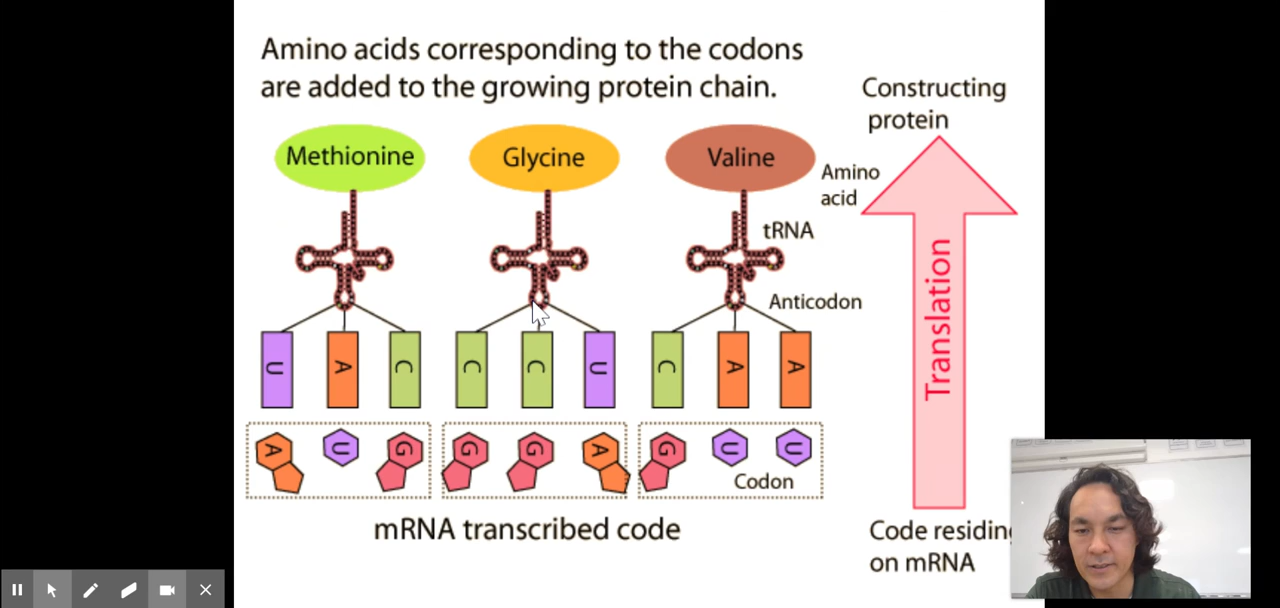 Amino acids corresponding to the codons
are added to the growing protein chain.
Constructing
protein
Methionine
Glycine
Valine
Amino
acid
tRNA
Anticodon
Translation
U A C C C U C A A
A U G G G A G U U
Codon
mRNA transcribed code
Code residing
on mRNA